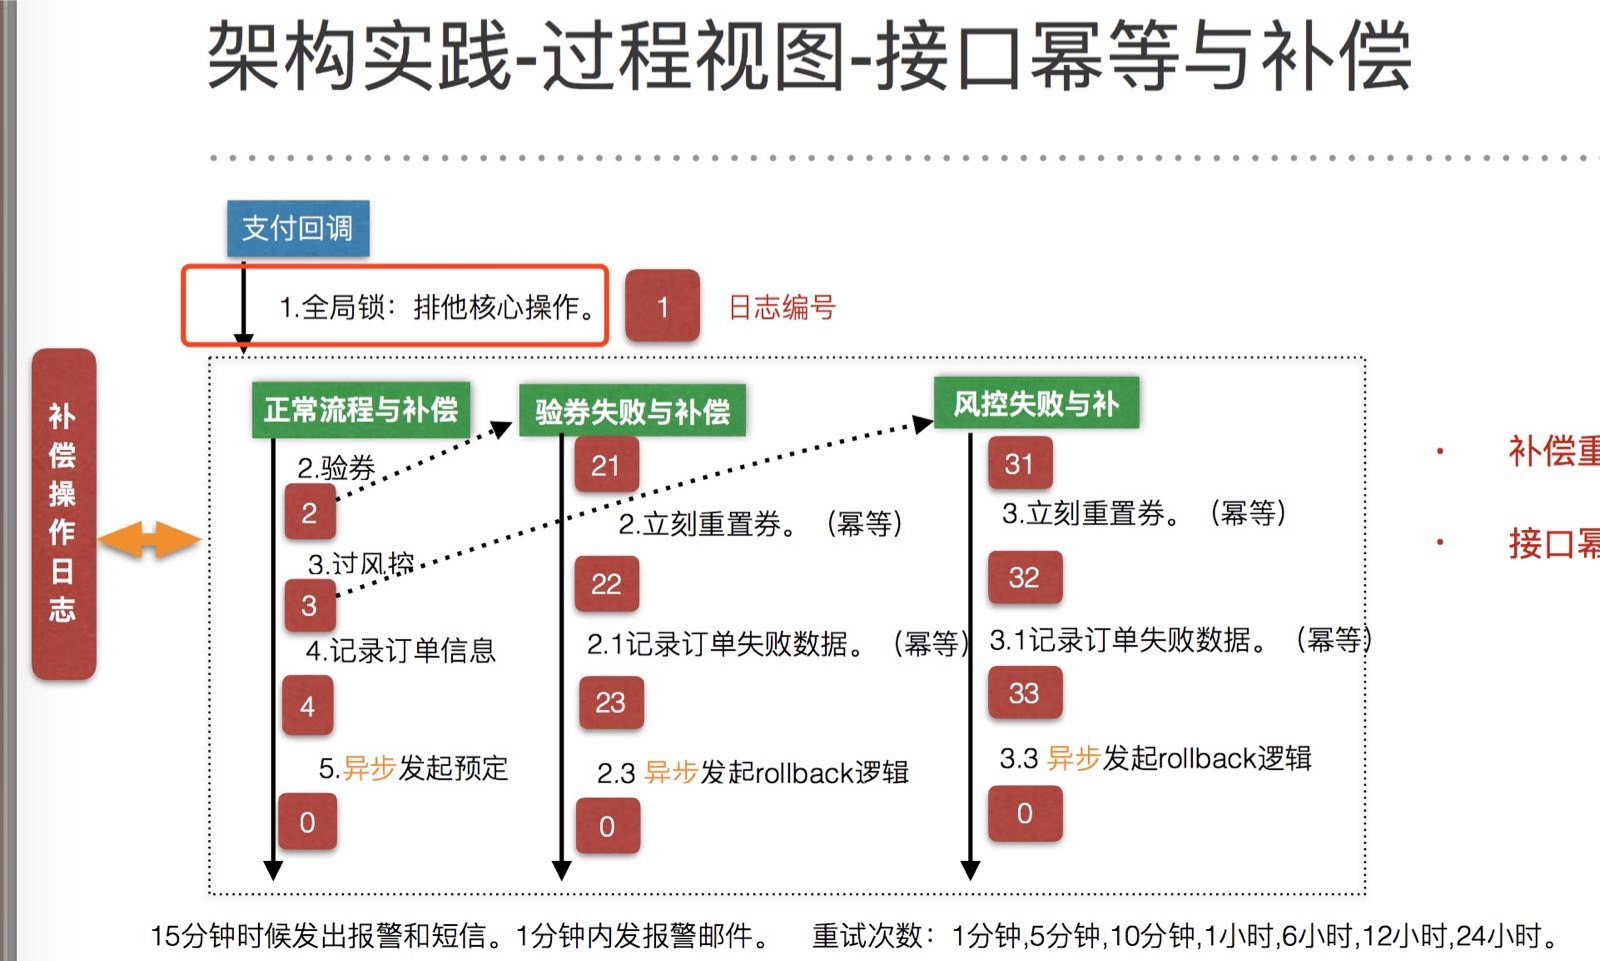 架构实践-过程视图-接口幂等与补偿
支付回调
1.全局锁：排他核心操作。
1
日志编号
补偿操作日志
正常流程与补偿
2.验券
2
3.过风控
3
4.记录订单信息
4
5.异步发起预定
0
验券失败与补偿
21
2.立刻重置券。（幂等）
22
2.1记录订单失败数据。（幂等）
23
2.3 异步发起rollback逻辑
0
风控失败与补
31
3.立刻重置券。（幂等）
32
3.1记录订单失败数据。（幂等）
33
3.3 异步发起rollback逻辑
0
• 补偿重
• 接口幂
15分钟时候发出报警和短信。1分钟内发报警邮件。 重试次数：1分钟,5分钟,10分钟,1小时,6小时,12小时,24小时。